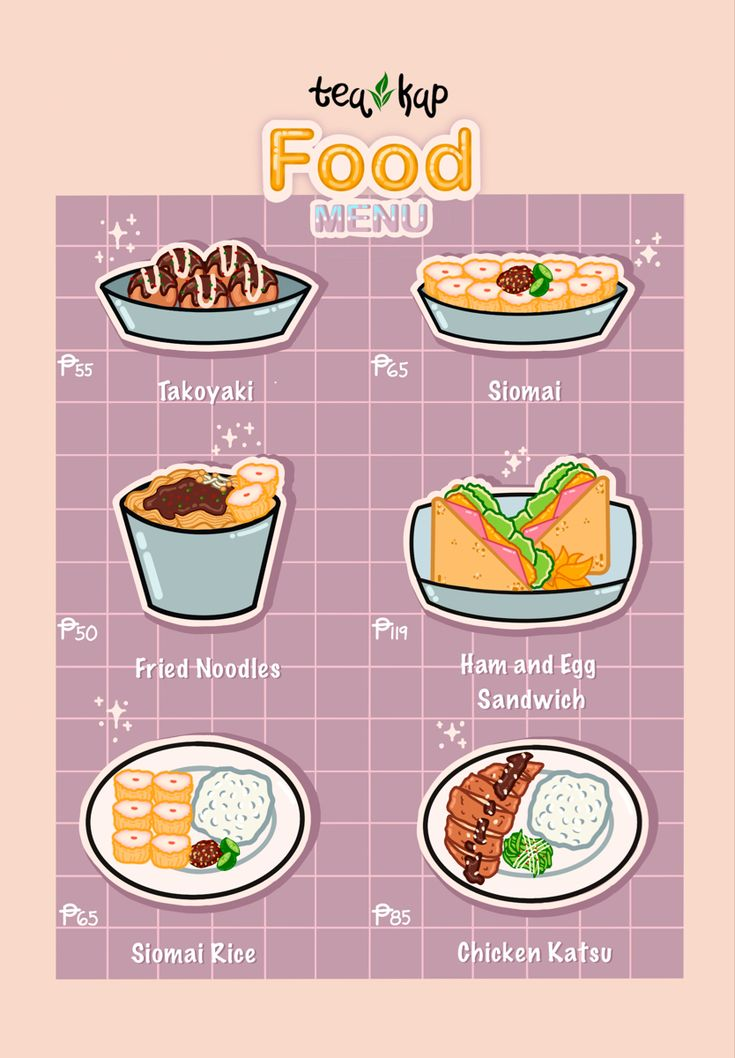 tea kap
Food
MENU
₱55
Takoyaki
₱65
Siomai
₱50
Fried Noodles
₱119
Ham and Egg
Sandwich
₱65
Siomai Rice
₱85
Chicken Katsu